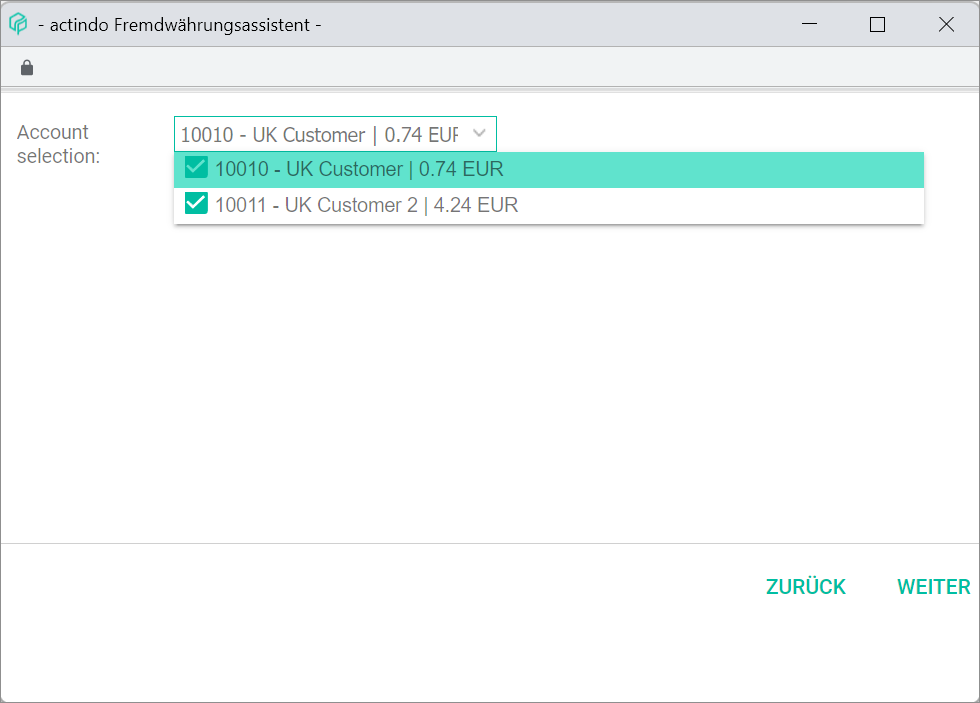 - actindo Fremdwährungsassistent -
Account
selection:
10010 - UK Customer | 0.74 EUR
10010 - UK Customer | 0.74 EUR
10011 - UK Customer 2 | 4.24 EUR
ZURÜCK
WEITER